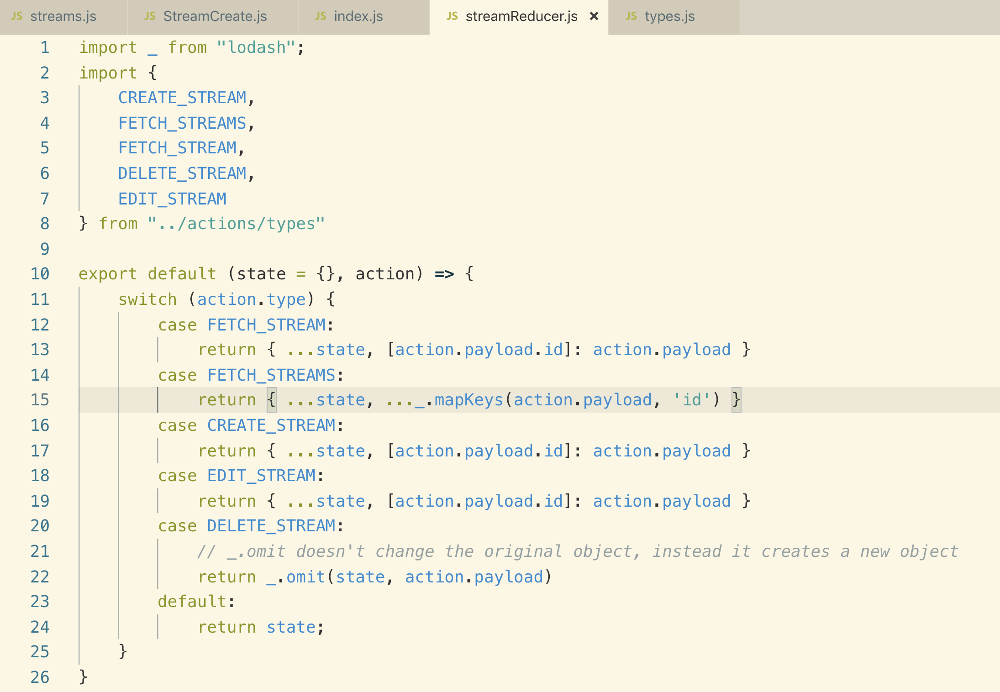 JS streams.js JS StreamCreate.js JS index.js JS streamReducer.js × JS types.js
1 import _ from "lodash";
2 import {
3     CREATE_STREAM,
4     FETCH_STREAMS,
5     FETCH_STREAM,
6     DELETE_STREAM,
7     EDIT_STREAM
8 } from "../actions/types"
9
10 export default (state = {}, action) => {
11     switch (action.type) {
12         case FETCH_STREAM:
13             return { ...state, [action.payload.id]: action.payload }
14         case FETCH_STREAMS:
15             return { ...state, ..._.mapKeys(action.payload, 'id') }
16         case CREATE_STREAM:
17             return { ...state, [action.payload.id]: action.payload }
18         case EDIT_STREAM:
19             return { ...state, [action.payload.id]: action.payload }
20         case DELETE_STREAM:
21             // _.omit doesn't change the original object, instead it creates a new object
22             return _.omit(state, action.payload)
23         default:
24             return state;
25     }
26 }